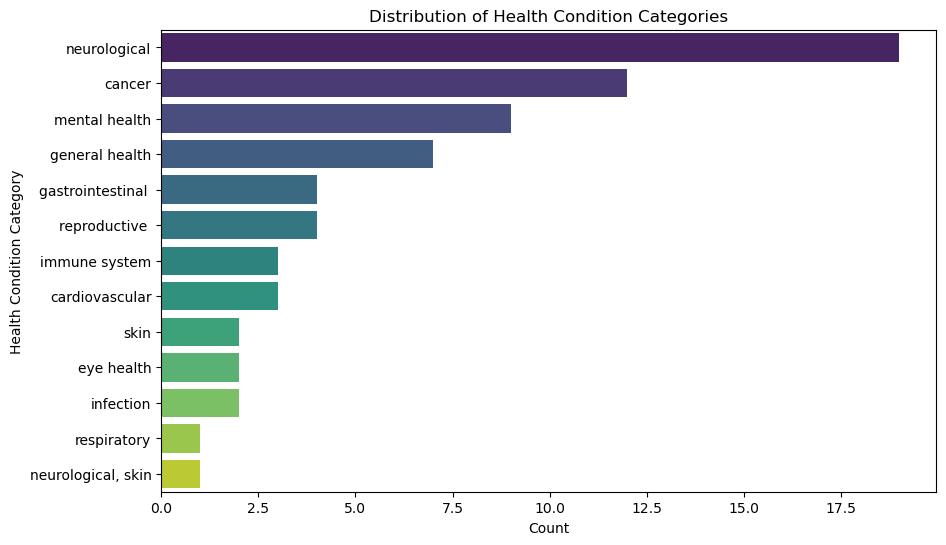 Distribution of Health Condition Categories
neurological
cancer
mental health
general health
gastrointestinal
reproductive
immune system
cardiovascular
skin
eye health
infection
respiratory
neurological, skin
Health Condition Category
0.0 2.5 5.0 7.5 10.0 12.5 15.0 17.5
Count